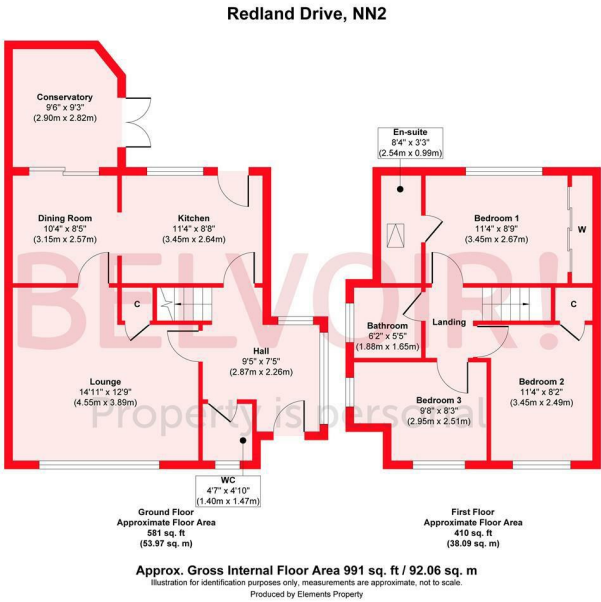 Redland Drive, NN2
Conservatory
9'6" x 9'3"
(2.90m x 2.82m)
Dining Room
10'4" x 8'5"
(3.15m x 2.57m)
Kitchen
11'4" x 8'8"
(3.45m x 2.64m)
C
Lounge
14'11" x 12'9"
(4.55m x 3.89m)
Hall
9'5" x 7'5"
(2.87m x 2.26m)
WC
4'7" x 4'10"
(1.40m x 1.47m)
En-suite
8'4" x 3'3"
(2.54m x 0.99m)
Bedroom 1
11'4" x 8'9"
(3.45m x 2.67m)
W
Bathroom
6'2" x 5'5"
(1.88m x 1.65m)
Landing
C
Bedroom 2
11'4" x 8'2"
(3.45m x 2.49m)
Bedroom 3
9'8" x 8'3"
(2.95m x 2.51m)
BELVOIR!
Property is personal
Ground Floor
Approximate Floor Area
581 sq. ft
(53.97 sq. m)
First Floor
Approximate Floor Area
410 sq. ft
(38.09 sq. m)
Approx. Gross Internal Floor Area 991 sq. ft / 92.06 sq. m
Illustration for identification purposes only, measurements are approximate, not to scale.
Produced by Elements Property